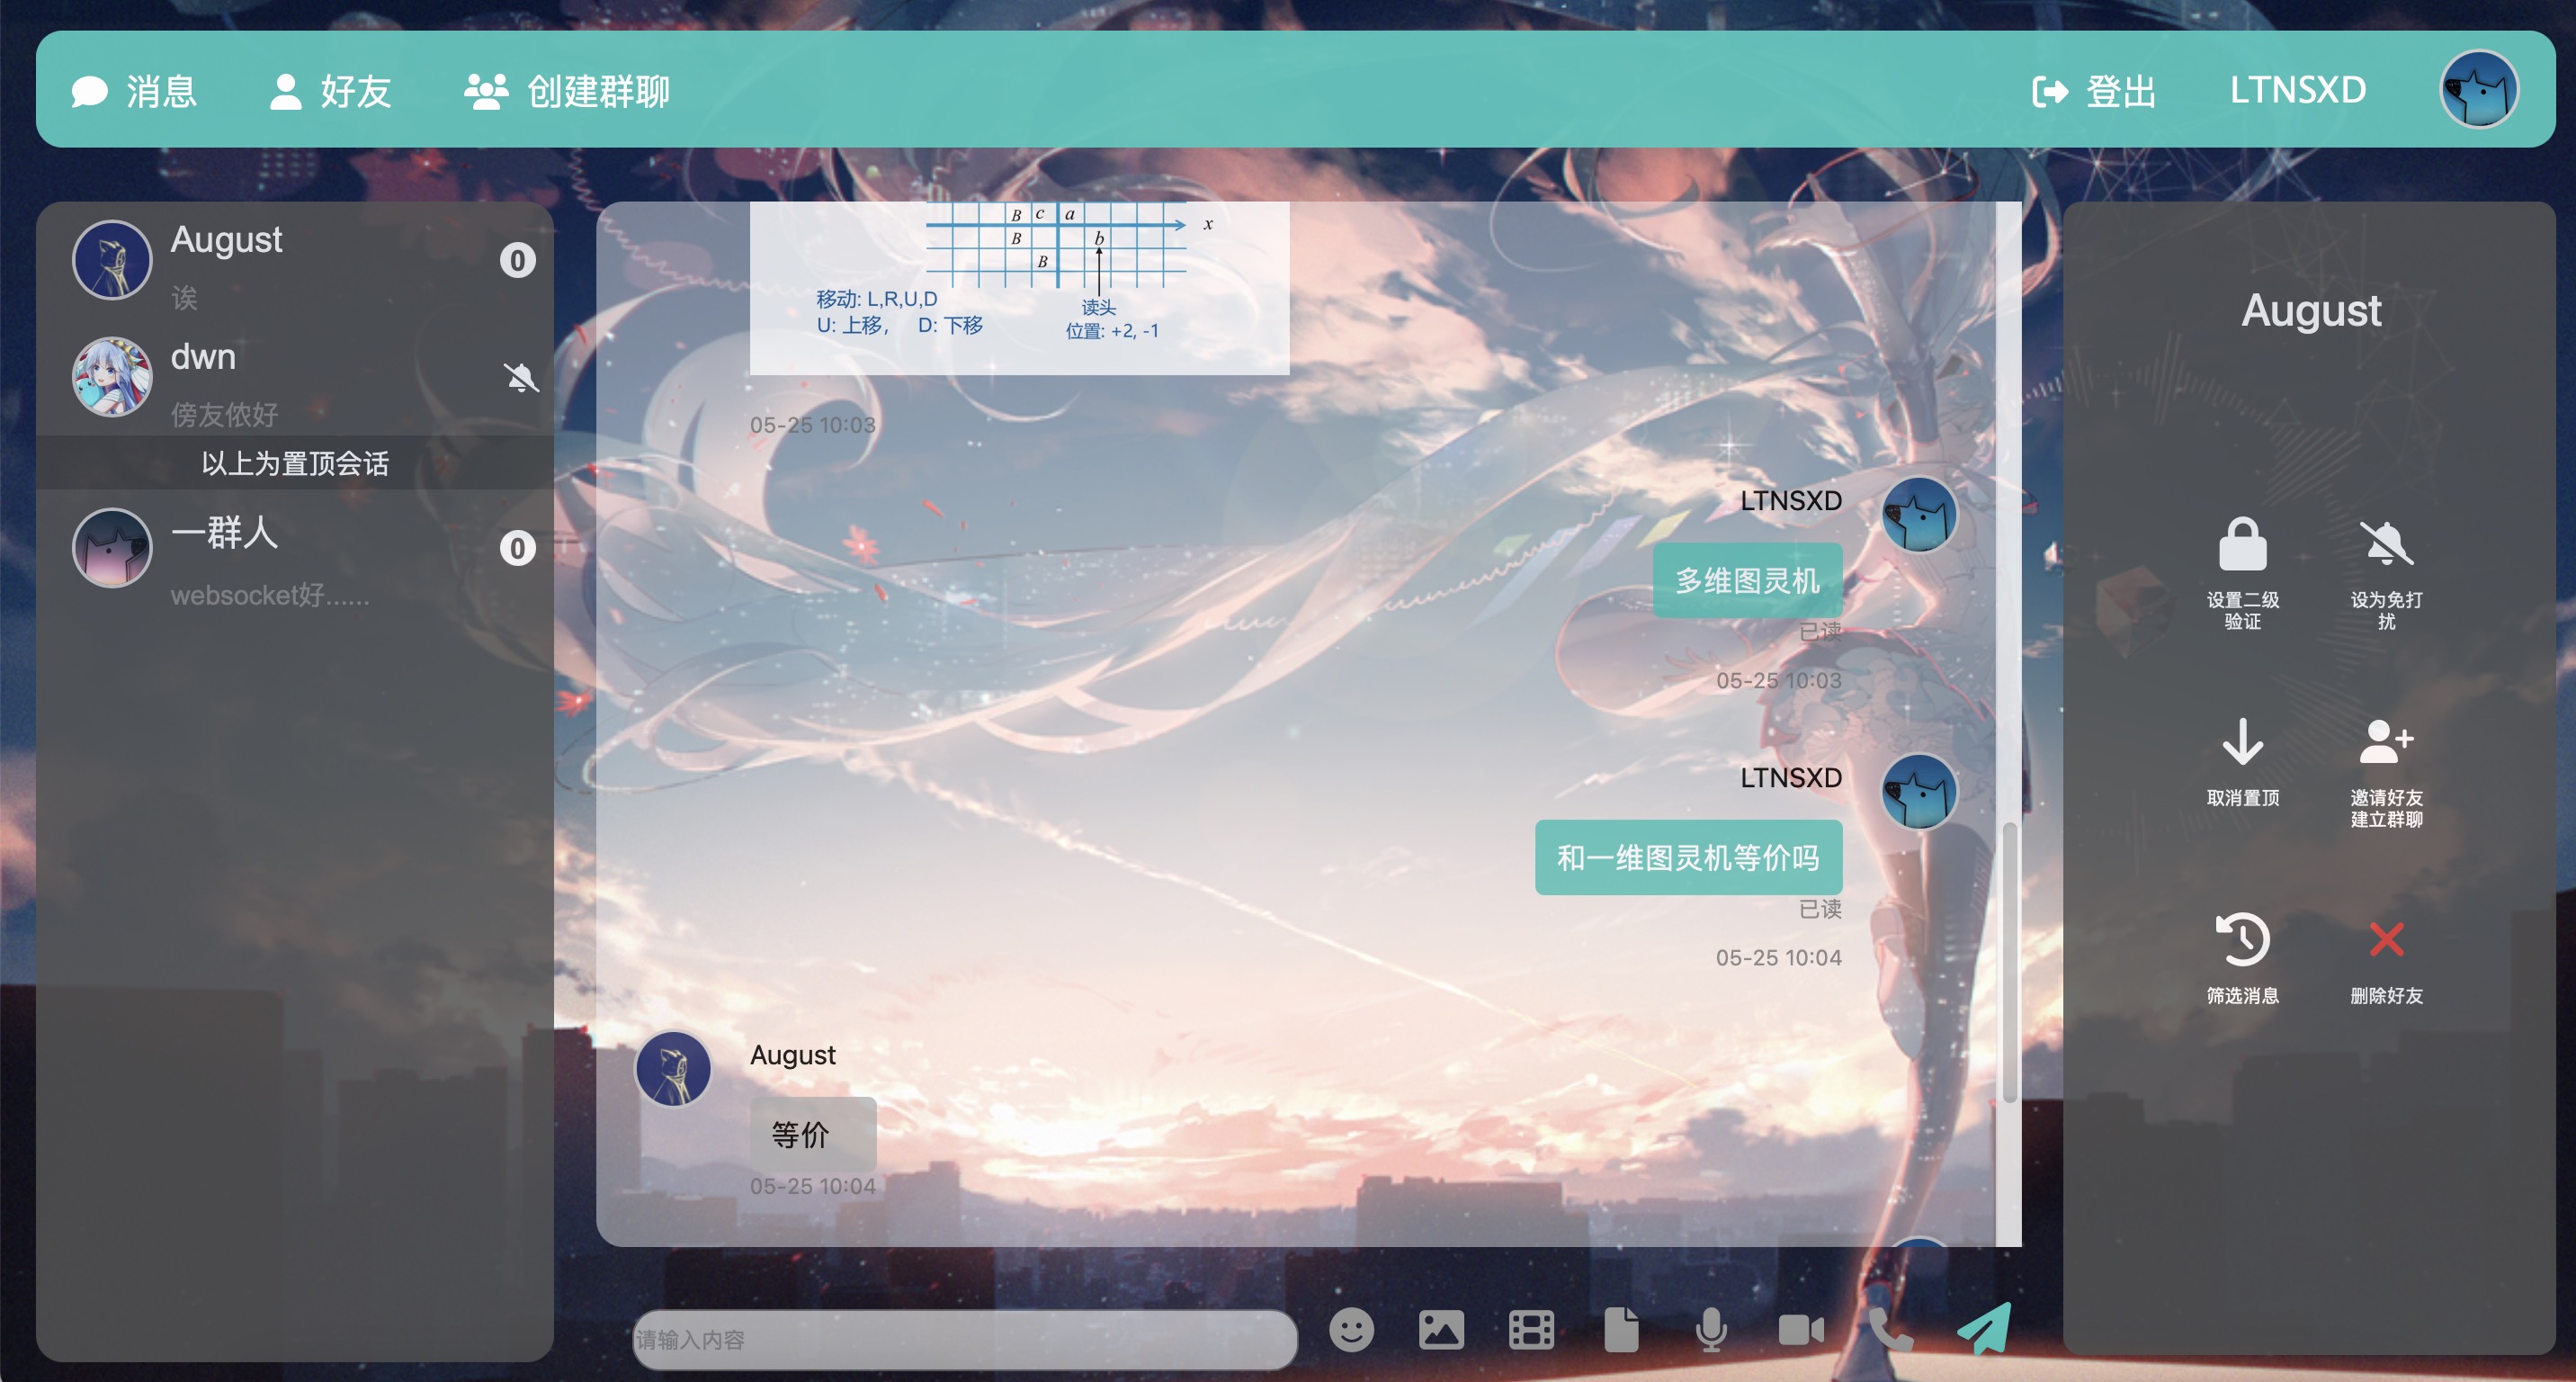 消息
好友
创建群聊
登出
LTNSXD
August
0
诶
dwn
傍友侬好
以上为置顶会话
一群人
0
websocket好......
B c a
x
B b
B
移动: L,R,U,D
U: 上移, D: 下移
读头
位置: +2, -1
05-25 10:03
LTNSXD
多维图灵机
已读
05-25 10:03
LTNSXD
和一维图灵机等价吗
已读
05-25 10:04
August
等价
05-25 10:04
请输入内容
August
设置二级
验证
设为免打
扰
取消置顶
邀请好友
建立群聊
筛选消息
删除好友